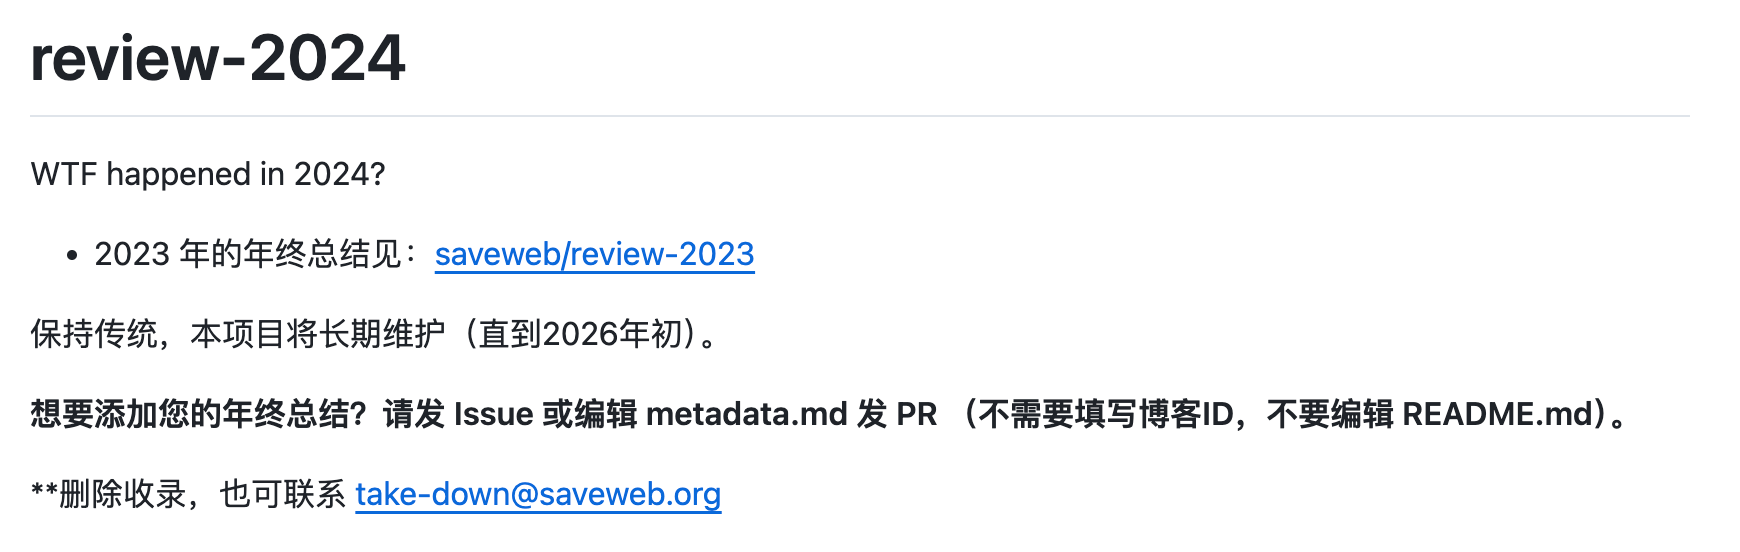 review-2024
WTF happened in 2024?
• 2023 年的年终总结见：saveweb/review-2023
保持传统，本项目将长期维护（直到2026年初）。
想要添加您的年终总结？请发 Issue 或编辑 metadata.md 发 PR （不需要填写博客ID，不要编辑 README.md）。
**删除收录，也可联系 take-down@saveweb.org